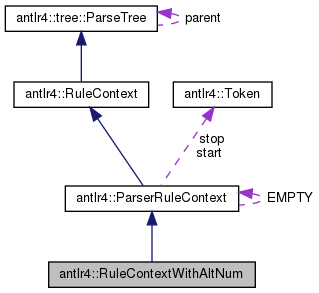 antlr4::tree::ParseTree
parent
antlr4::RuleContext
antlr4::Token
stop
start
antlr4::ParserRuleContext
EMPTY
antlr4::RuleContextWithAltNum